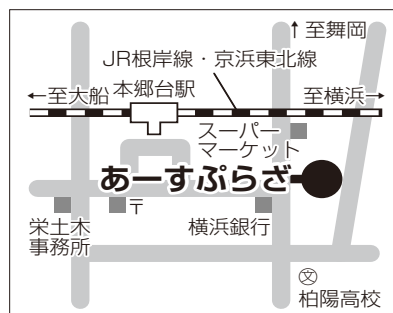 ↑至舞岡
JR根岸線・京浜東北線
←至大船
本郷台駅
至横浜→
スーパー
マーケット
あーすぷらざ
〒
栄土木
事務所
横浜銀行
文
柏陽高校